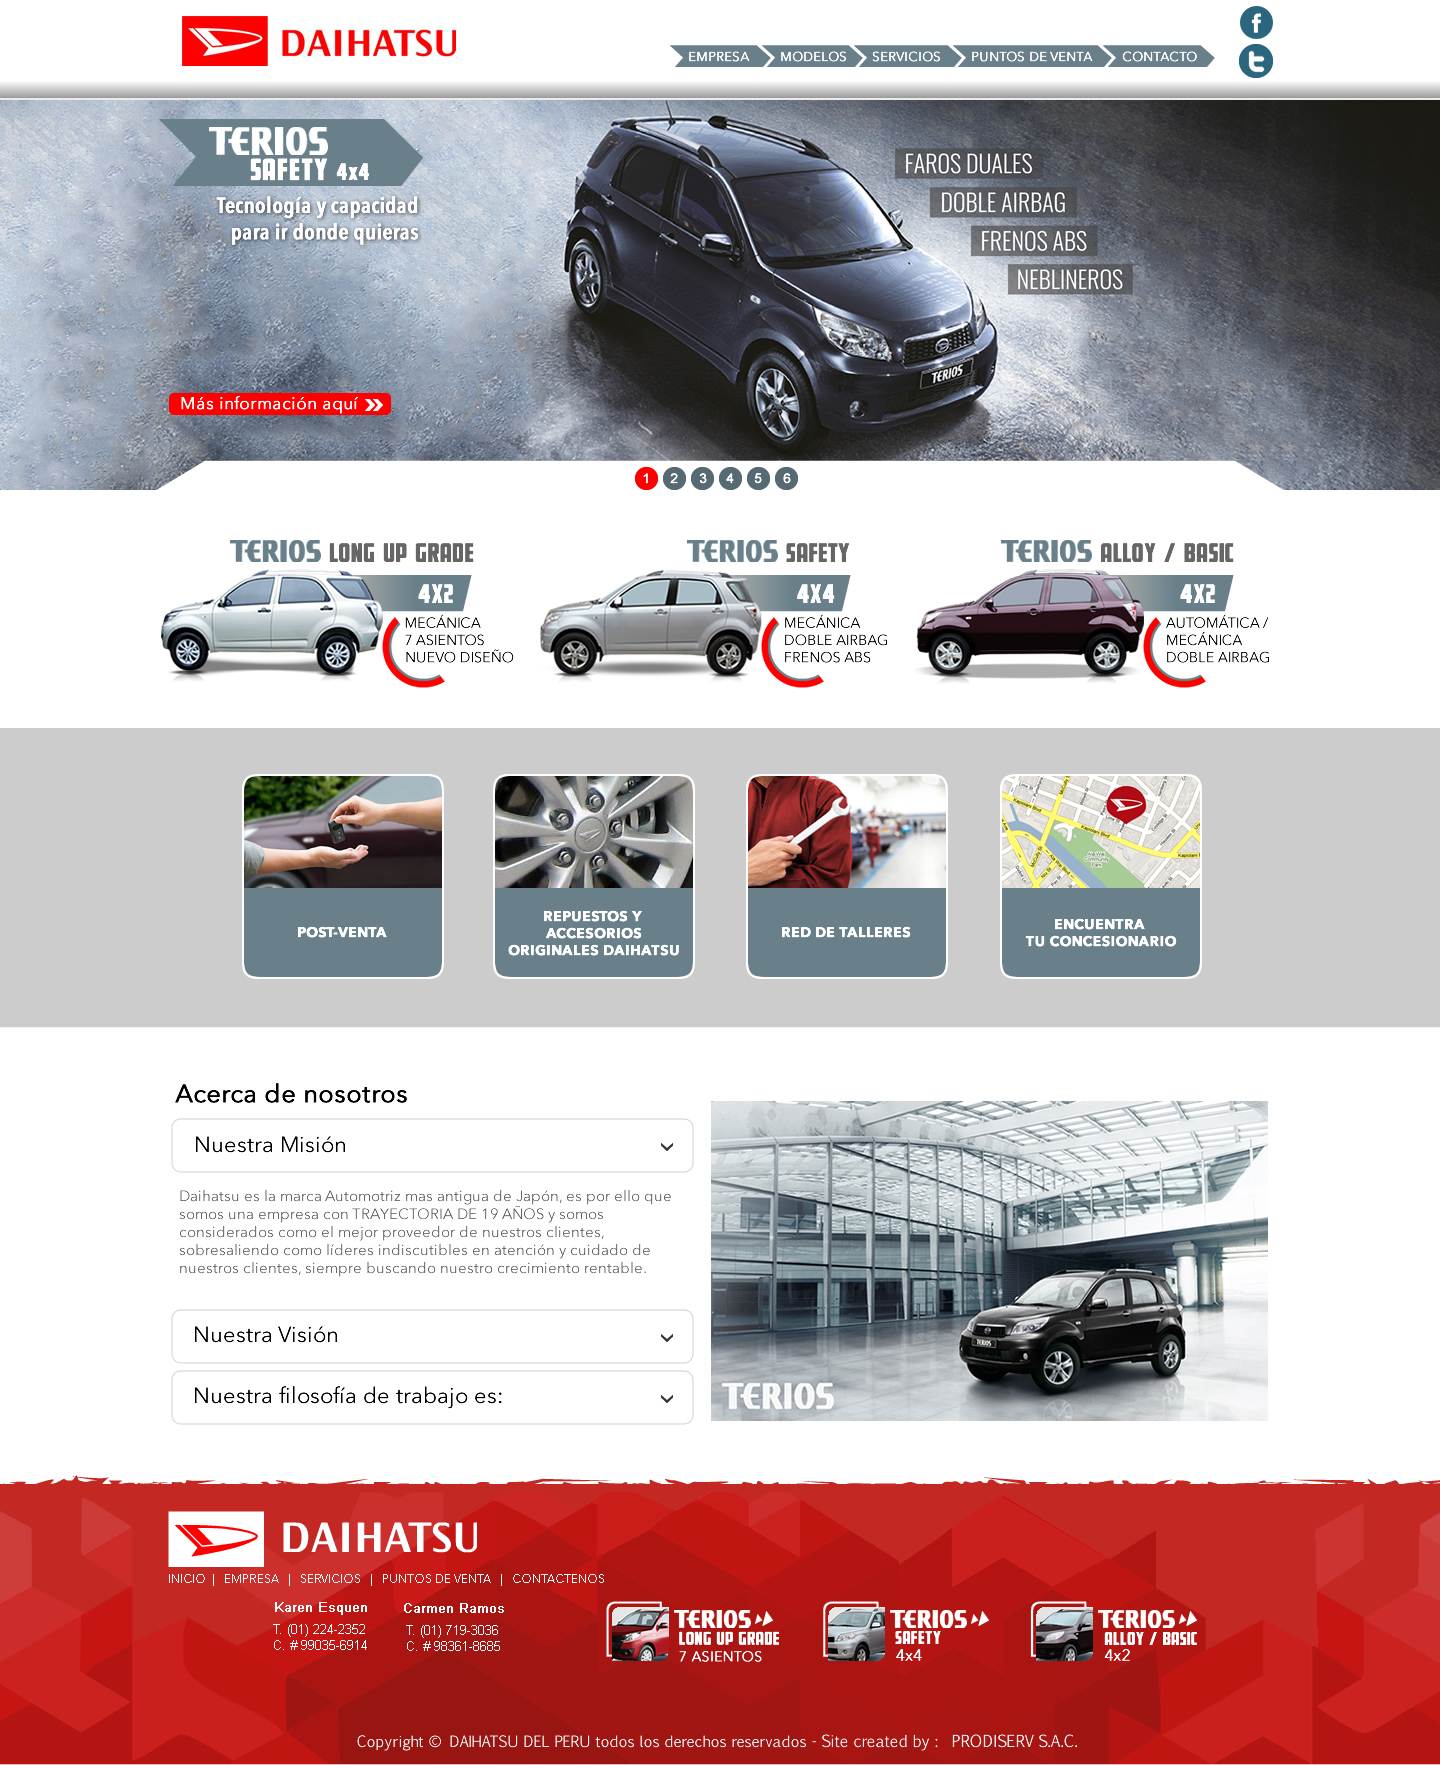 DAIHATSU
EMPRESA
MODELOS
SERVICIOS
PUNTOS DE VENTA
CONTACTO
TERIOS
SAFETY 4x4
Tecnología y capacidad
para ir donde quieras
FAROS DUALES
DOBLE AIRBAG
FRENOS ABS
NEBLINEROS
TERIOS
Más información aquí
1 2 3 4 5 6
TERIOS LONG UP GRADE
4X2
MECÁNICA
7 ASIENTOS
NUEVO DISEÑO
TERIOS SAFETY
4X4
MECÁNICA
DOBLE AIRBAG
FRENOS ABS
TERIOS ALLOY / BASIC
4X2
AUTOMÁTICA /
MECÁNICA
DOBLE AIRBAG
POST-VENTA
REPUESTOS Y
ACCESORIOS
ORIGINALES DAIHATSU
RED DE TALLERES
ENCUENTRA
TU CONCESIONARIO
Acerca de nosotros
Nuestra Misión
Daihatsu es la marca Automotriz mas antigua de Japón, es por ello que
somos una empresa con TRAYECTORIA DE 19 AÑOS y somos
considerados como el mejor proveedor de nuestros clientes,
sobresaliendo como líderes indiscutibles en atención y cuidado de
nuestros clientes, siempre buscando nuestro crecimiento rentable.
Nuestra Visión
Nuestra filosofía de trabajo es:
TERIOS
TERIOS
DAIHATSU
INICIO | EMPRESA | SERVICIOS | PUNTOS DE VENTA | CONTACTENOS
Karen Esquen
T. (01) 224-2352
C. #99035-6914
Carmen Ramos
T. (01) 719-3036
C. #98361-8685
TERIOS
LONG UP GRADE
7 ASIENTOS
TERIOS
SAFETY
4x4
TERIOS
ALLOY / BASIC
4x2
Copyright © DAIHATSU DEL PERU todos los derechos reservados - Site created by : PRODISERV S.A.C.